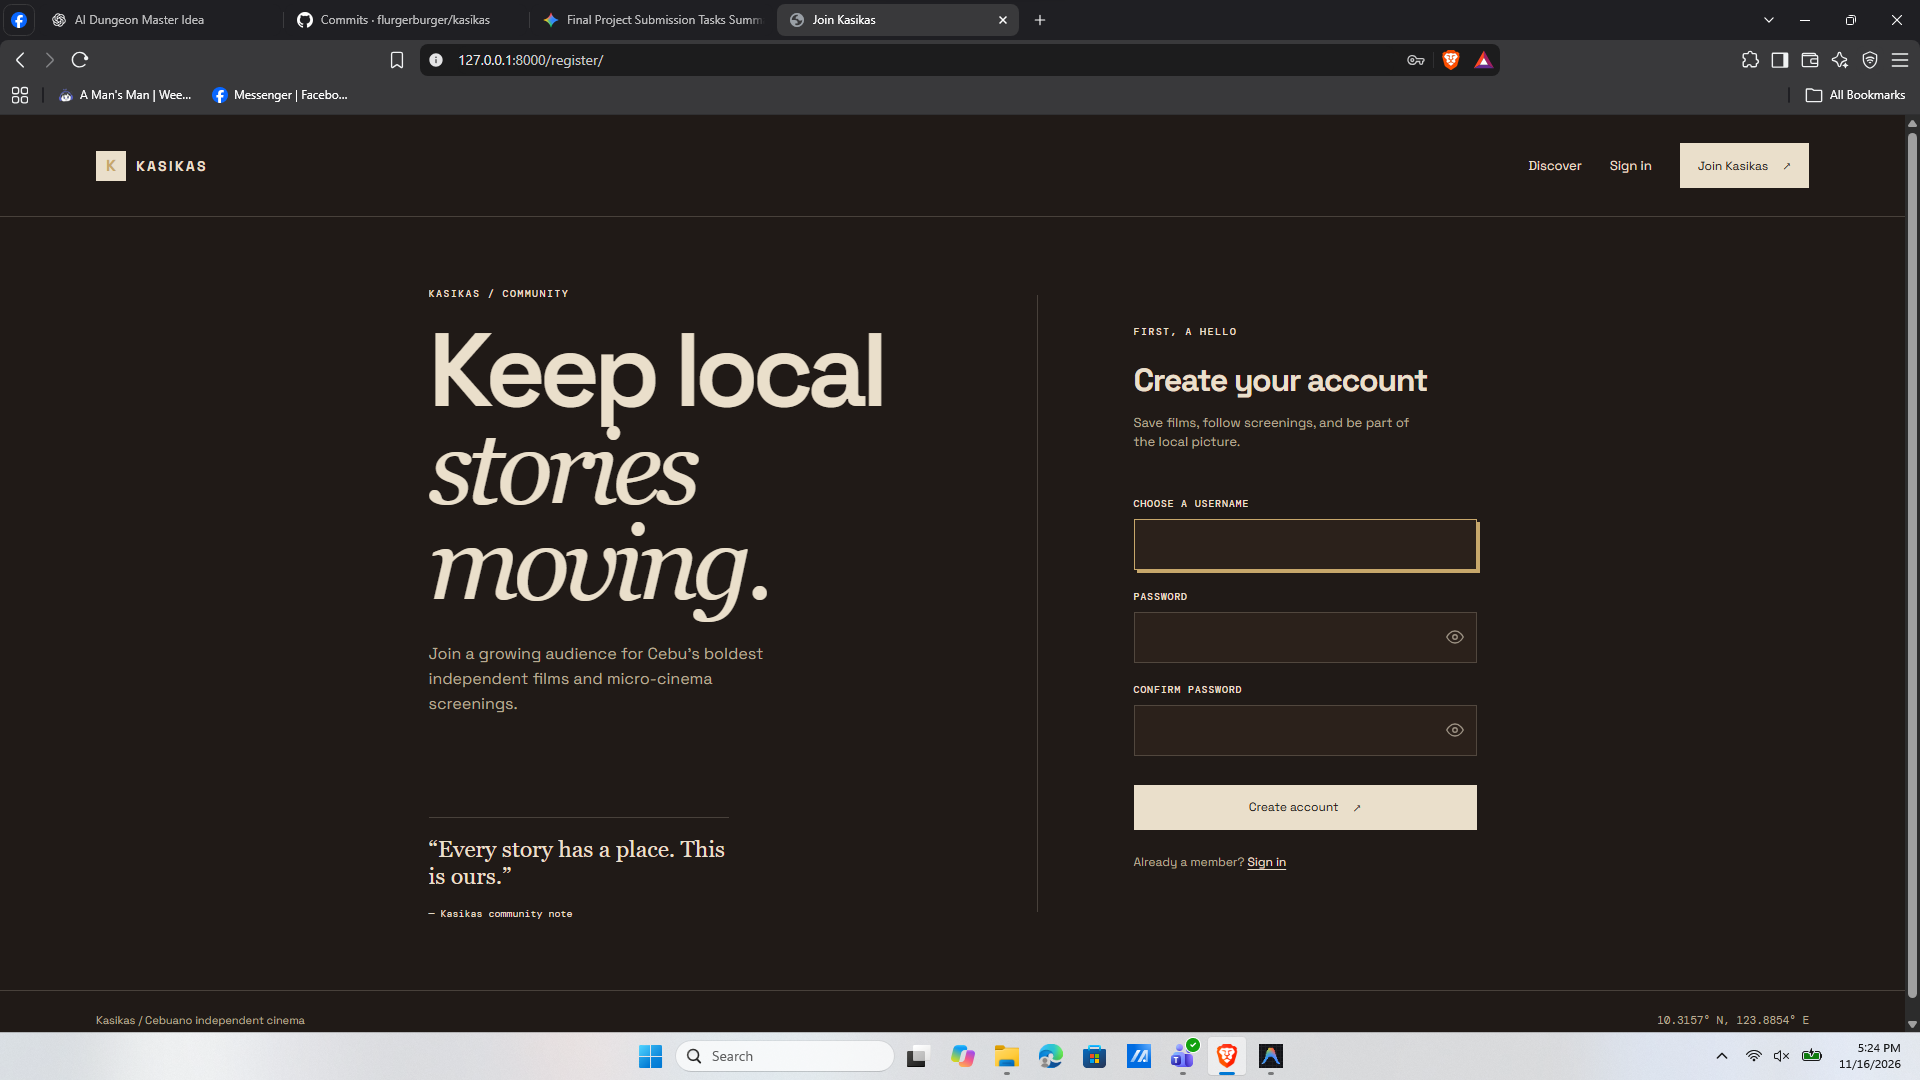 AI Dungeon Master Idea
Commits · flurgerburger/kasikas
Final Project Submission Tasks Summ
Join Kasikas
127.0.0.1:8000/register/
A Man's Man | Wee...
Messenger | Facebo...
All Bookmarks
K KASIKAS
Discover
Sign in
Join Kasikas ↗
KASIKAS / COMMUNITY
Keep local
stories
moving.
Join a growing audience for Cebu's boldest
independent films and micro-cinema
screenings.
“Every story has a place. This
is ours.”
— Kasikas community note
FIRST, A HELLO
Create your account
Save films, follow screenings, and be part of
the local picture.
CHOOSE A USERNAME
PASSWORD
CONFIRM PASSWORD
Create account ↗
Already a member? Sign in
Kasikas / Cebuano independent cinema
10.3157° N, 123.8854° E
Search
5:24 PM
11/16/2026